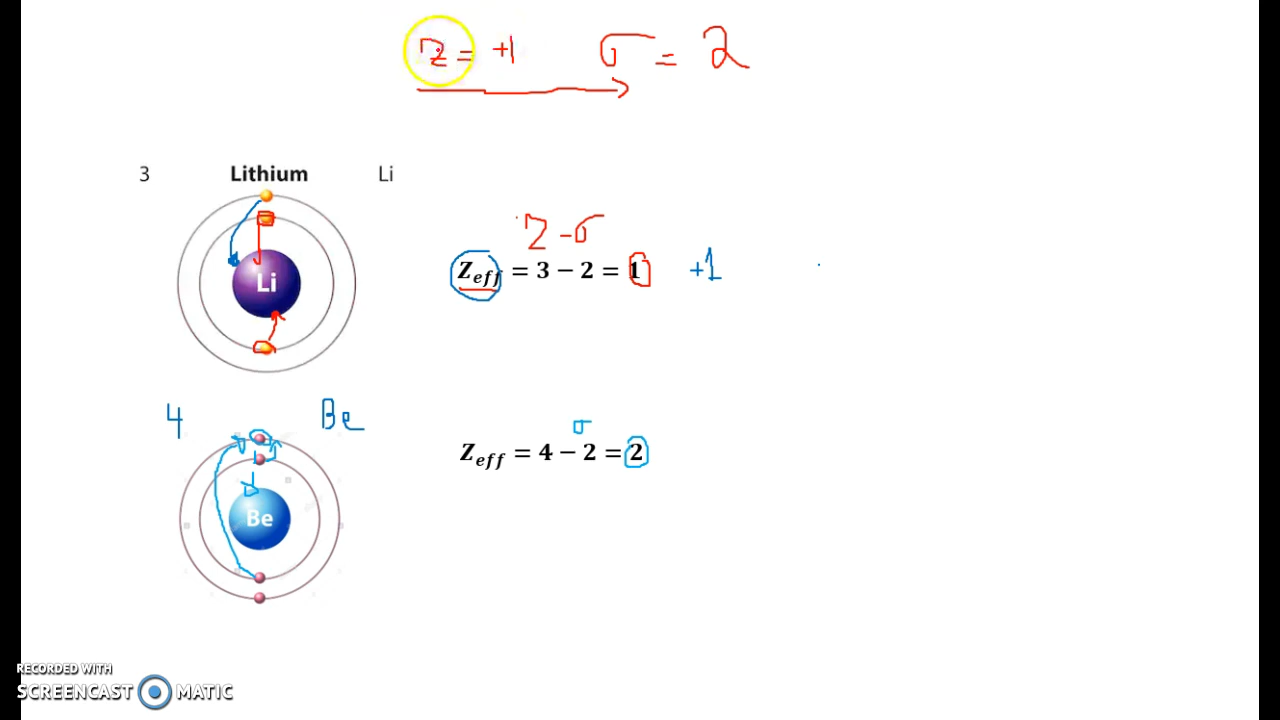 z = +1 σ = 2
3 Lithium Li
Z - σ
Li
Zeff = 3 − 2 = 1 +1
4 Be
σ
Zeff = 4 − 2 = 2
Be
RECORDED WITH
SCREENCAST MATIC